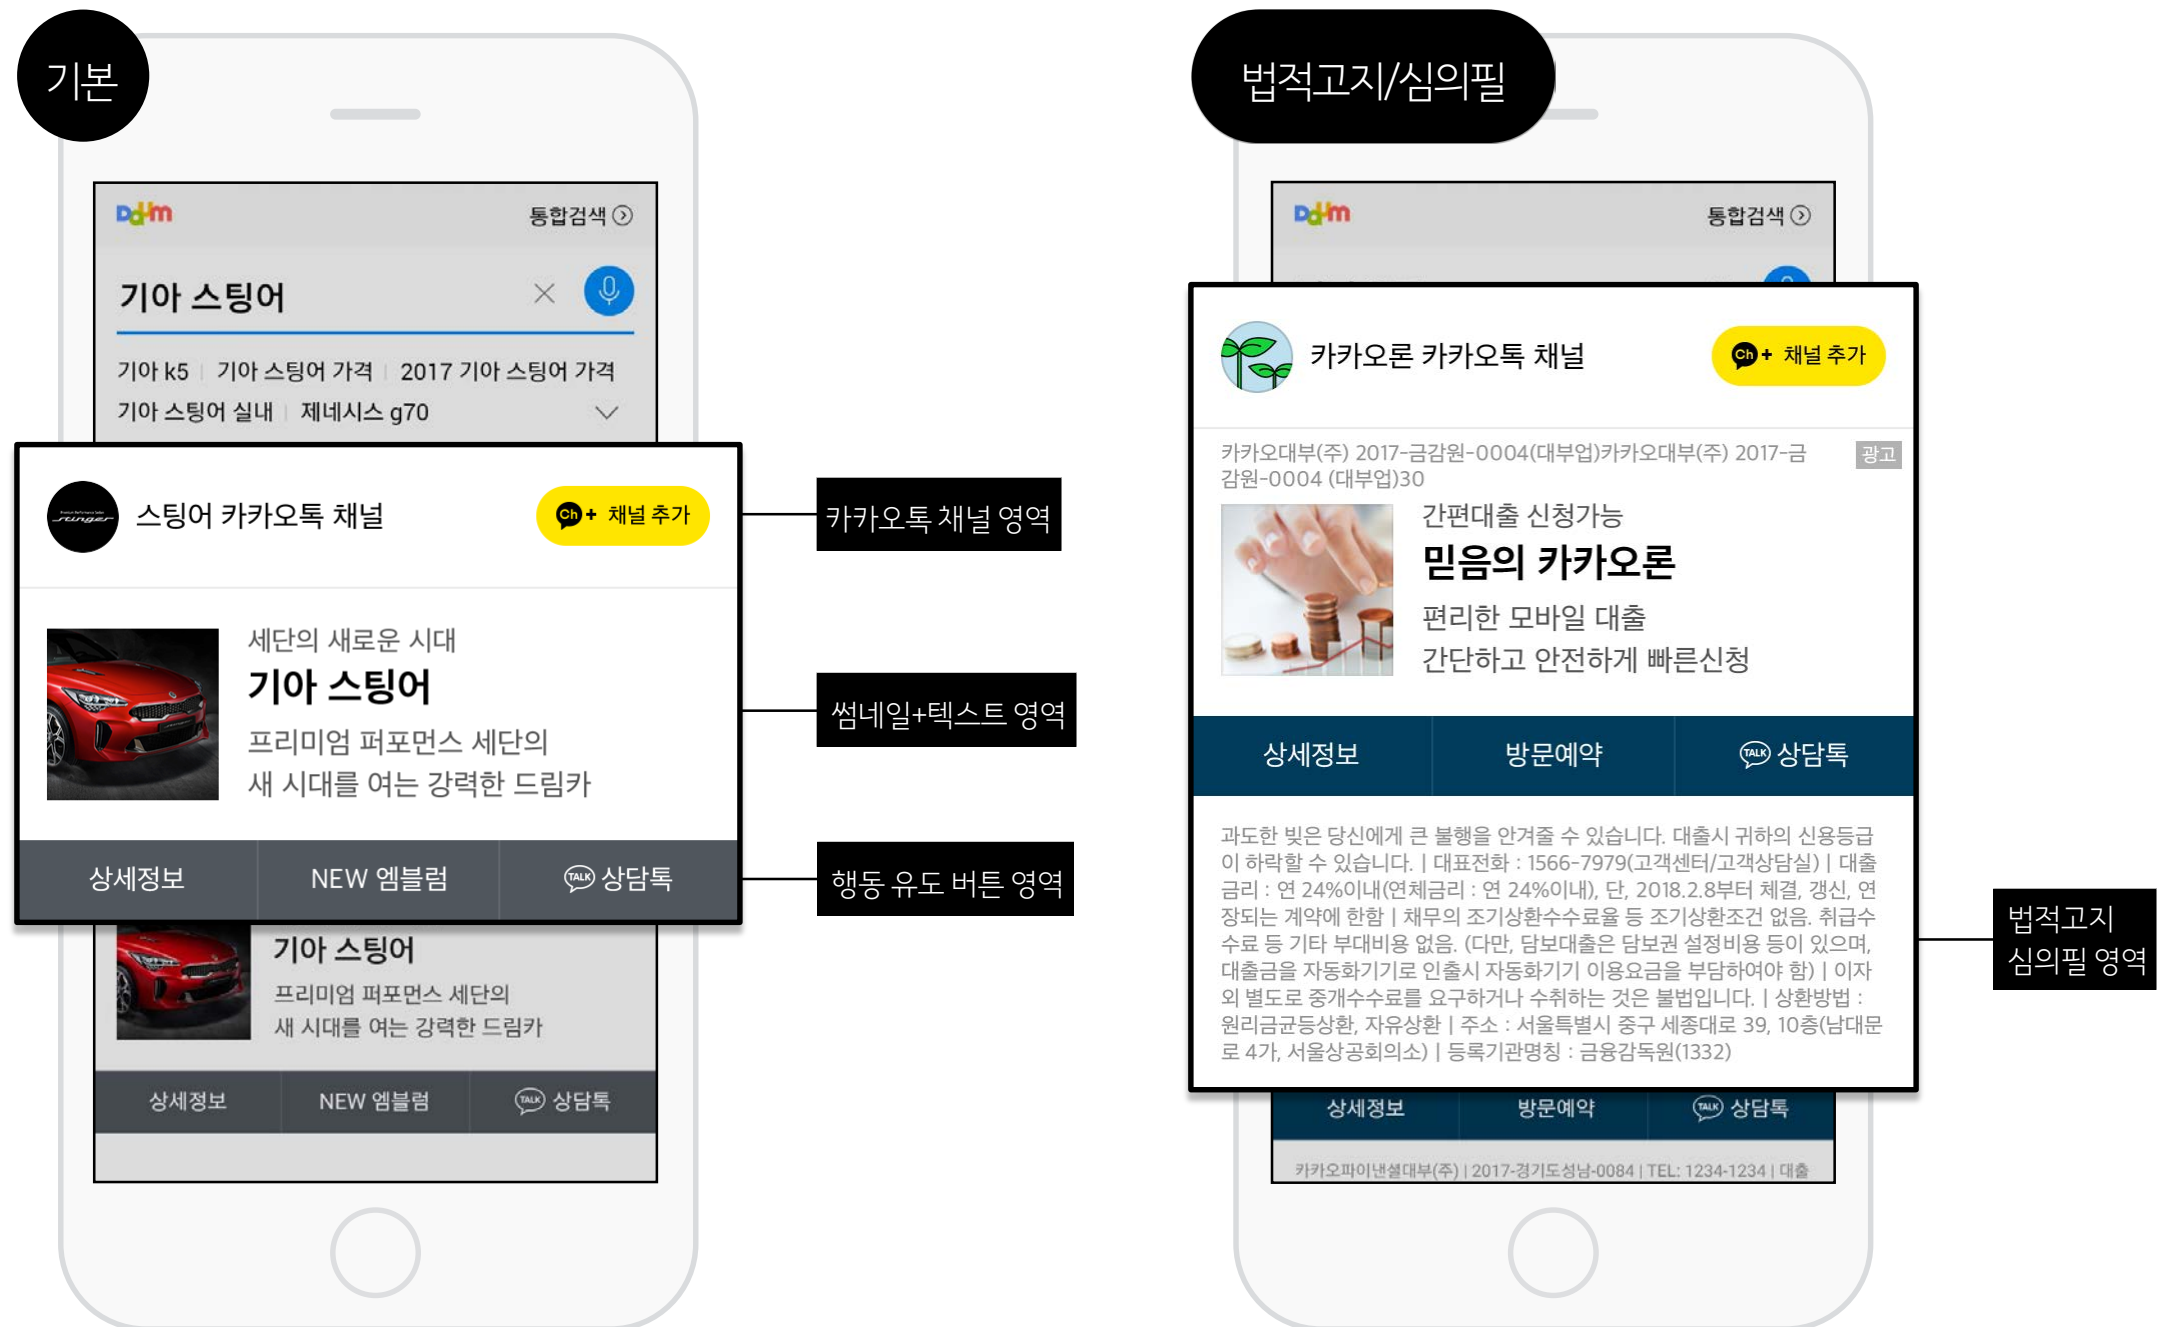 기본
Daum
통합검색
기아 스팅어
기아 k5 | 기아 스팅어 가격 | 2017 기아 스팅어 가격
기아 스팅어 실내 | 제네시스 g70
stinger
스팅어 카카오톡 채널
Ch+ 채널 추가
세단의 새로운 시대
기아 스팅어
프리미엄 퍼포먼스 세단의
새 시대를 여는 강력한 드림카
상세정보 NEW 엠블럼 TALK 상담톡
카카오톡 채널 영역
썸네일+텍스트 영역
행동 유도 버튼 영역
기아 스팅어
프리미엄 퍼포먼스 세단의
새 시대를 여는 강력한 드림카
상세정보 NEW 엠블럼 TALK 상담톡
법적고지/심의필
Daum
통합검색
카카오론 카카오톡 채널
Ch+ 채널 추가
카카오대부(주) 2017-금감원-0004(대부업)카카오대부(주) 2017-금
감원-0004 (대부업)30
광고
간편대출 신청가능
믿음의 카카오론
편리한 모바일 대출
간단하고 안전하게 빠른신청
상세정보 방문예약 TALK 상담톡
과도한 빚은 당신에게 큰 불행을 안겨줄 수 있습니다. 대출시 귀하의 신용등급
이 하락할 수 있습니다. | 대표전화 : 1566-7979(고객센터/고객상담실) | 대출
금리 : 연 24%이내(연체금리 : 연 24%이내), 단, 2018.2.8부터 체결, 갱신, 연
장되는 계약에 한함 | 채무의 조기상환수수료율 등 조기상환조건 없음. 취급수
수료 등 기타 부대비용 없음. (다만, 담보대출은 담보권 설정비용 등이 있으며,
대출금을 자동화기기로 인출시 자동화기기 이용요금을 부담하여야 함) | 이자
외 별도로 중개수수료를 요구하거나 수취하는 것은 불법입니다. | 상환방법 :
원리금균등상환, 자유상환 | 주소 : 서울특별시 중구 세종대로 39, 10층(남대문
로 4가, 서울상공회의소) | 등록기관명칭 : 금융감독원(1332)
법적고지
심의필 영역
상세정보 방문예약 TALK 상담톡
카카오파이낸셜대부(주) | 2017-경기도성남-0084 | TEL: 1234-1234 | 대출